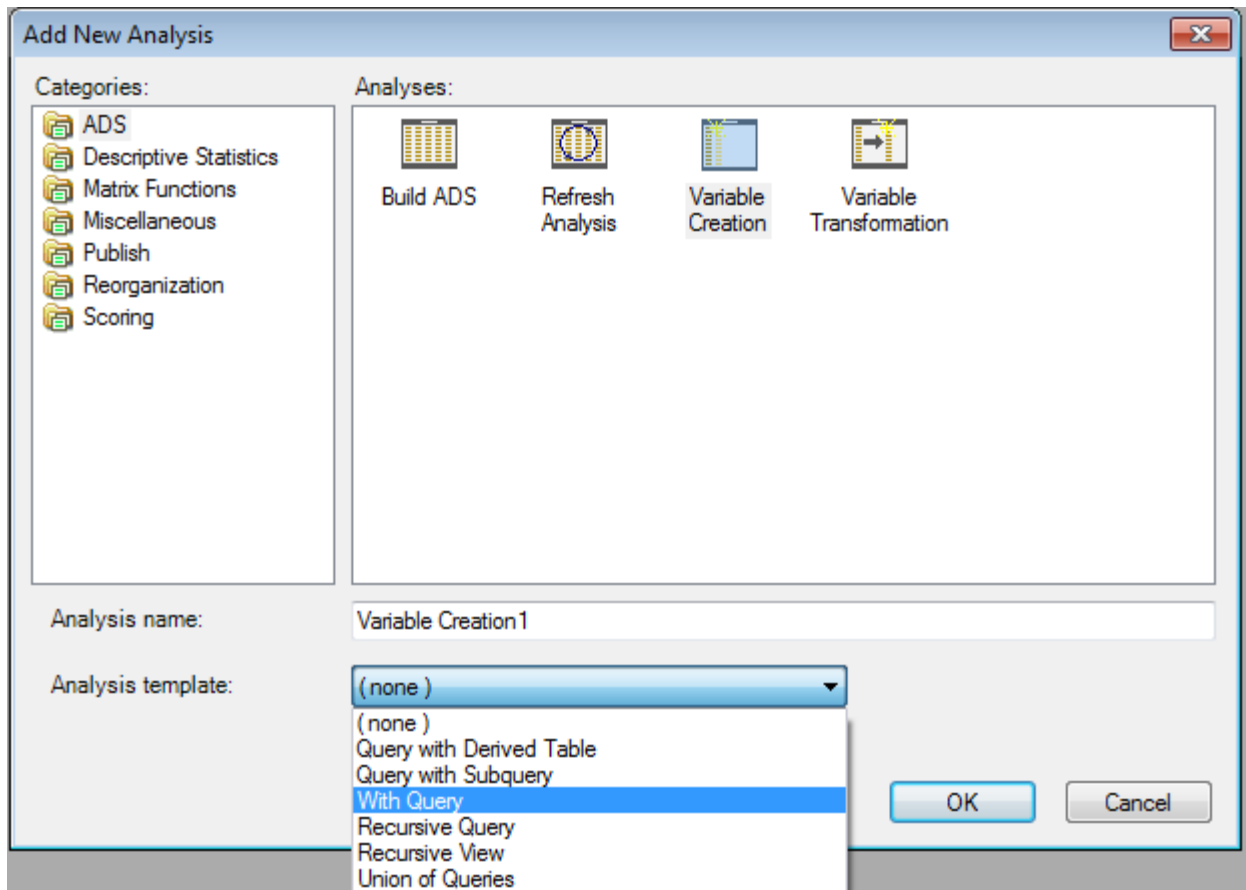 Add New Analysis
Categories:
Analyses:
ADS
Descriptive Statistics
Matrix Functions
Miscellaneous
Publish
Reorganization
Scoring
Build ADS
Refresh
Analysis
Variable
Creation
Variable
Transformation
Analysis name:
Variable Creation1
Analysis template:
( none )
( none )
Query with Derived Table
Query with Subquery
With Query
Recursive Query
Recursive View
Union of Queries
OK
Cancel